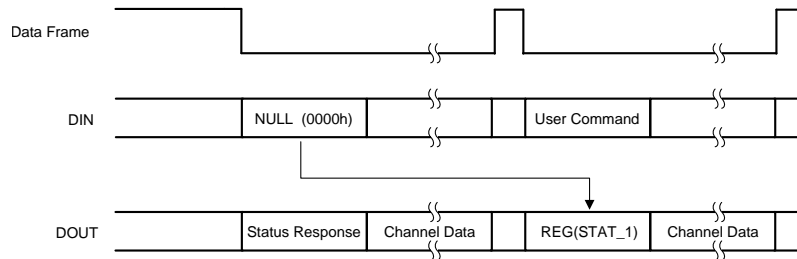 Data Frame
DIN
NULL (0000h)
User Command
DOUT
Status Response
Channel Data
REG(STAT_1)
Channel Data